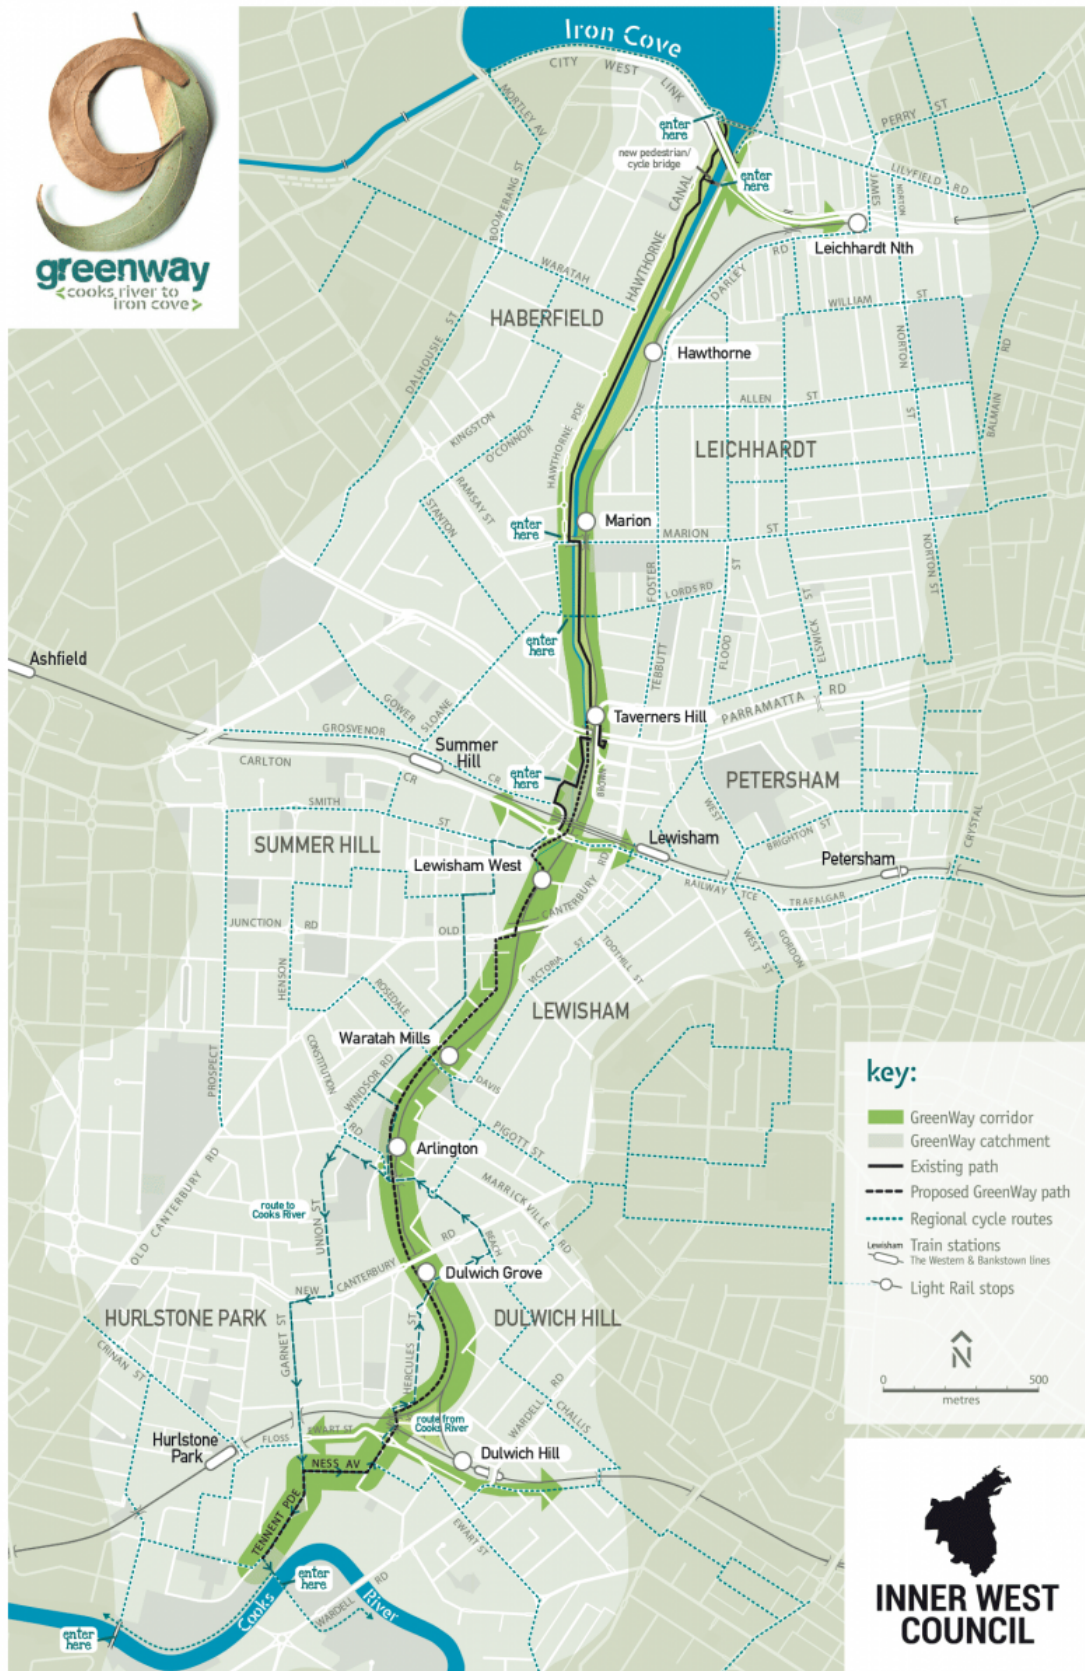 greenway
<cooks river to
iron cove>
Iron Cove
CITY WEST LINK
MORTLEY AV
enter
here
new pedestrian/
cycle bridge
enter
here
PERRY ST
LILYFIELD RD
JAMES
NORTON
CANAL
HAWTHORNE
BOOMERANG ST
WARATAH
Leichhardt Nth
DARLEY RD
WILLIAM ST
HABERFIELD
DALHOUSIE ST
Hawthorne
NORTON ST
BALMAIN RD
ALLEN ST
KINGSTON
O'CONNOR
HAWTHORNE PDE
LEICHHARDT
RAMSAY ST
STANTON
enter
here
Marion
MARION ST
FOSTER
LORDS RD
ST
NORTON ST
enter
here
ELSWICK ST
FLOOD
TEBBUTT
Ashfield
GOWER
SLOANE
Taverners Hill
PARRAMATTA RD
GROSVENOR
CARLTON
Summer
Hill
CR
CR
enter
here
BROWN
PETERSHAM
SMITH ST
WEST
BRIGHTON ST
CRYSTAL
SUMMER HILL
Lewisham
Lewisham West
Petersham
RAILWAY TCE
TRAFALGAR
CANTERBURY RD
OLD
JUNCTION RD
VICTORIA ST
TOOTHILL ST
WEST ST
GORDON
HENSON
ROSEDALE
LEWISHAM
Waratah Mills
CONSTITUTION
WINDSOR RD
PROSPECT
DAVIS
RD
PIGOTT ST
Arlington
OLD CANTERBURY RD
route to
Cooks River
UNION ST
MARRICKVILLE RD
BEACH
NEW CANTERBURY RD
Dulwich Grove
HURLSTONE PARK
DULWICH HILL
CRINAN ST
GARNET ST
HERCULES ST
WARDELL RD
CHALLIS
route from
Cooks River
EWART ST
FLOSS
Hurlstone
Park
Dulwich Hill
NESS AV
TENNENT PDE
EWART ST
enter
here
WARDELL RD
Cooks River
enter
here
key:
GreenWay corridor
GreenWay catchment
Existing path
Proposed GreenWay path
Regional cycle routes
Lewisham
Train stations
The Western & Bankstown lines
Light Rail stops
N
0 500
metres
INNER WEST
COUNCIL